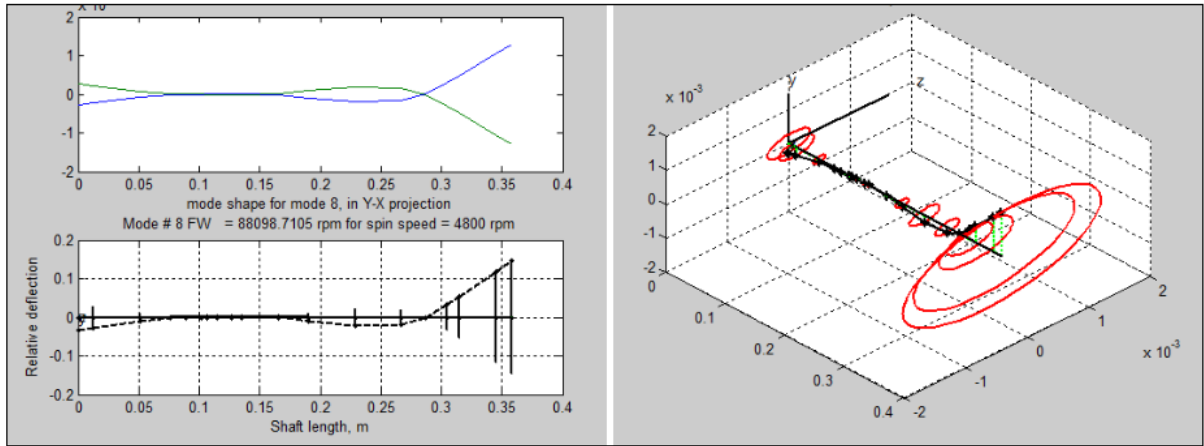 x 10
2
1
0
-1
-2
0 0.05 0.1 0.15 0.2 0.25 0.3 0.35 0.4
mode shape for mode 8, in Y-X projection
Mode # 8 FW = 88098.7105 rpm for spin speed = 4800 rpm
0.2
0.1
0
-0.1
-0.2
Relative deflection
0 0.05 0.1 0.15 0.2 0.25 0.3 0.35 0.4
Shaft length, m
y
z
x 10⁻³
2
1
0
-1
-2
0
0.1
0.2
0.3
0.4
-2
-1
0
1
2
x 10⁻³